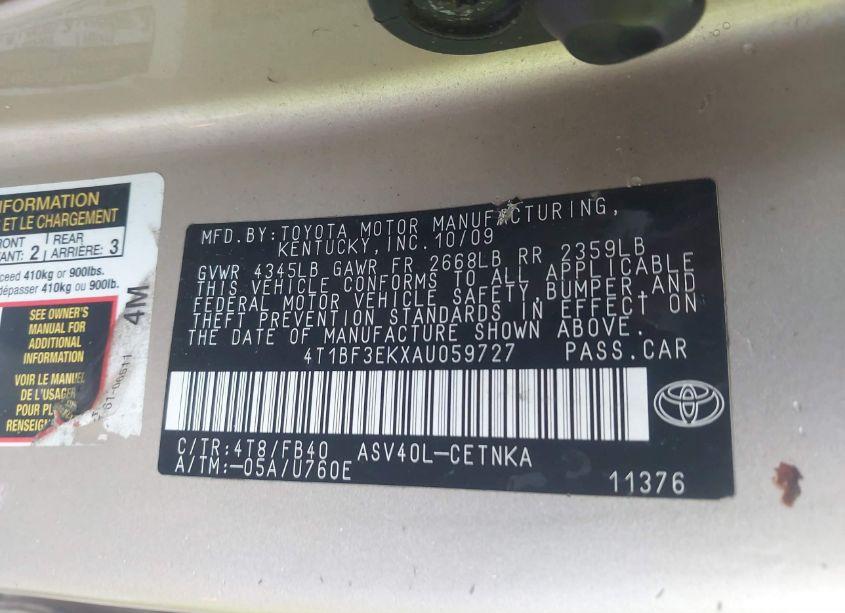 NFORMATION
ET LE CHARGEMENT
FRONT
2
REAR
ARRIÈRE:
3
ceed 410kg or 900lbs.
dépasser 410kg ou 900lb.
SEE OWNER'S
MANUAL FOR
ADDITIONAL
INFORMATION
VOIR LE MANUEL
DE L'USAGER
POUR PLUS
4M
MFD.BY:TOYOTA MOTOR MANUFACTURING,
KENTUCKY, INC. 10/09
GVWR 4345LB GAWR FR 2668LB RR 2359LB
THIS VEHICLE CONFORMS TO ALL APPLICABLE
FEDERAL MOTOR VEHICLE SAFETY,BUMPER,AND
THEFT PREVENTION STANDARDS IN EFFECT ON
THE DATE OF MANUFACTURE SHOWN ABOVE.
4T1BF3EKXAU059727 PASS.CAR
C/TR:4T8/FB40 ASV40L-CETNKA
A/TM:-05A/U760E
11376